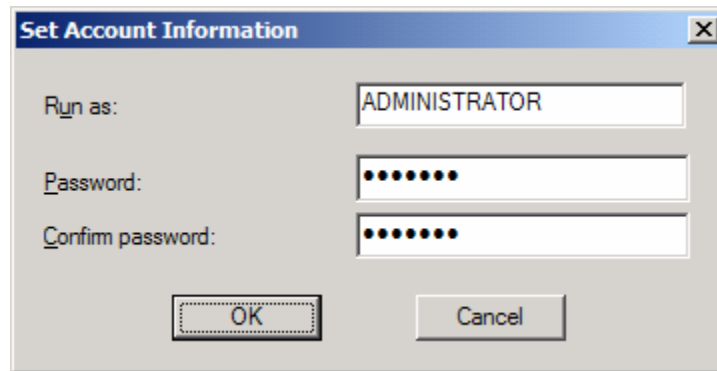 Set Account Information
Run as: ADMINISTRATOR
Password: •••••••
Confirm password: •••••••
OK Cancel